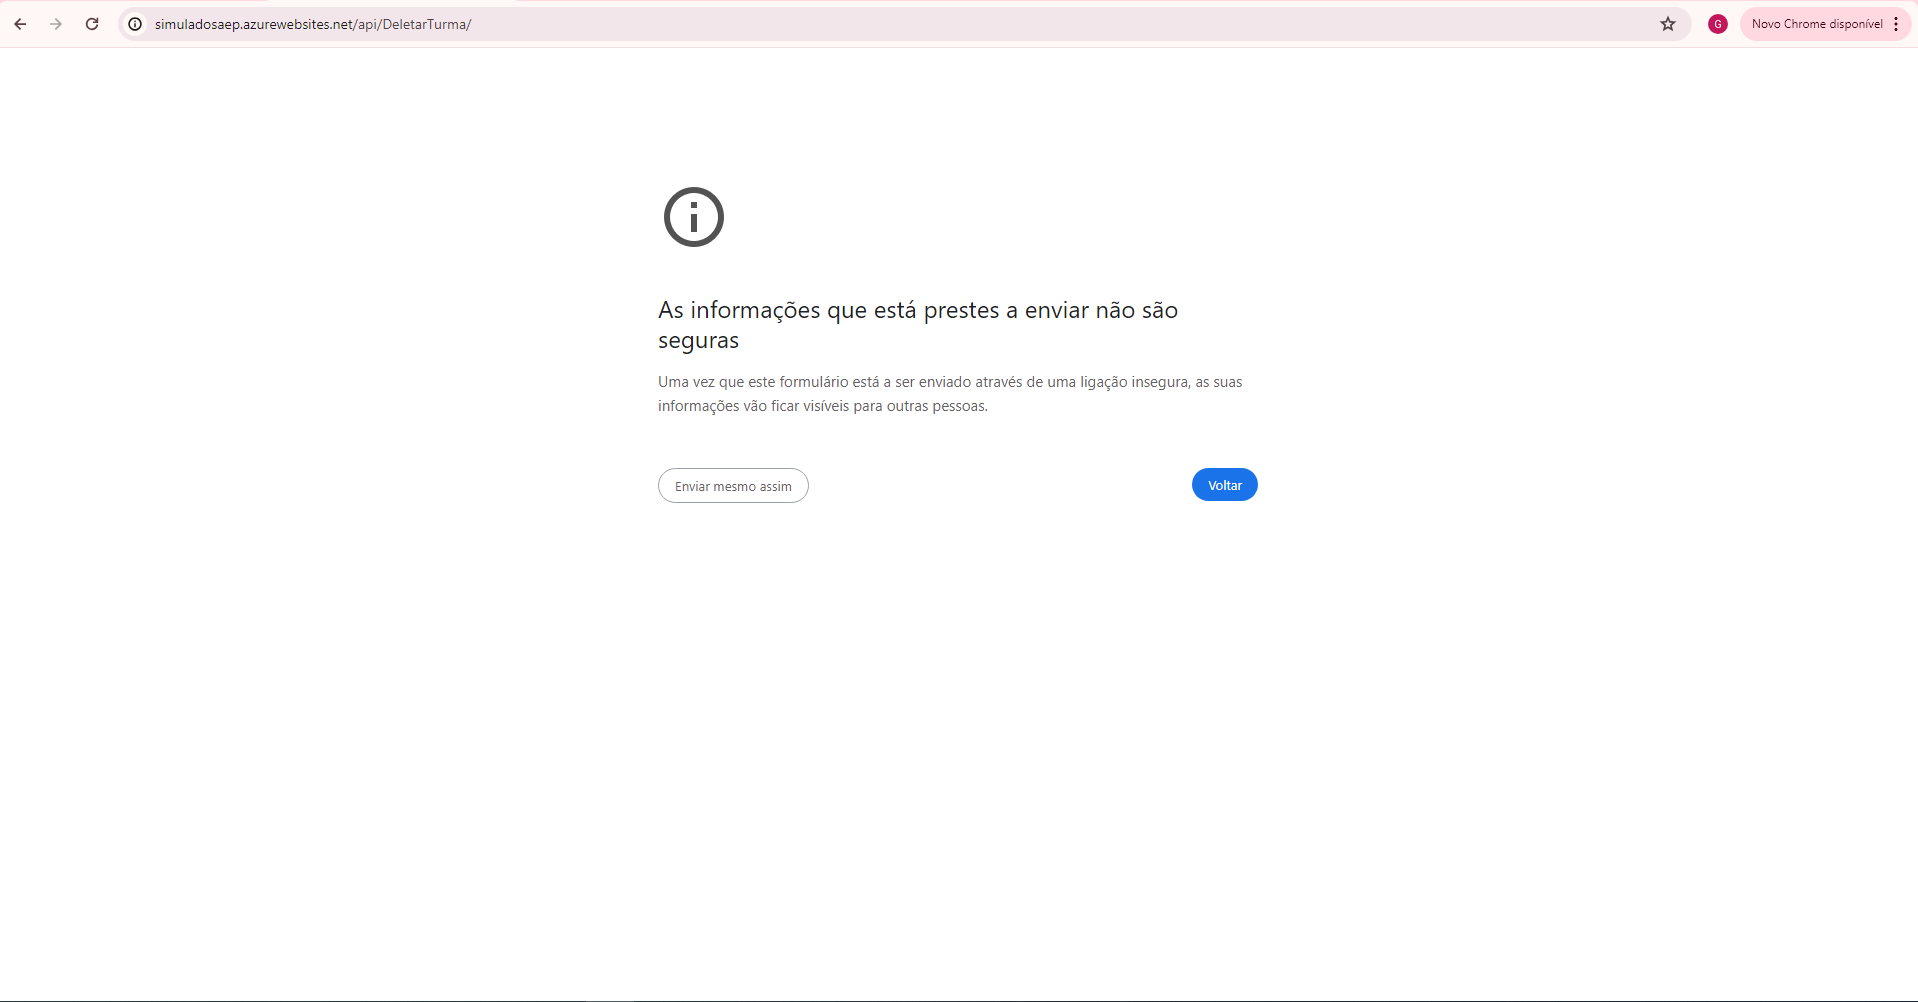 simuladosaep.azurewebsites.net/api/DeletarTurma/
G
Novo Chrome disponível
As informações que está prestes a enviar não são
seguras
Uma vez que este formulário está a ser enviado através de uma ligação insegura, as suas
informações vão ficar visíveis para outras pessoas.
Enviar mesmo assim
Voltar